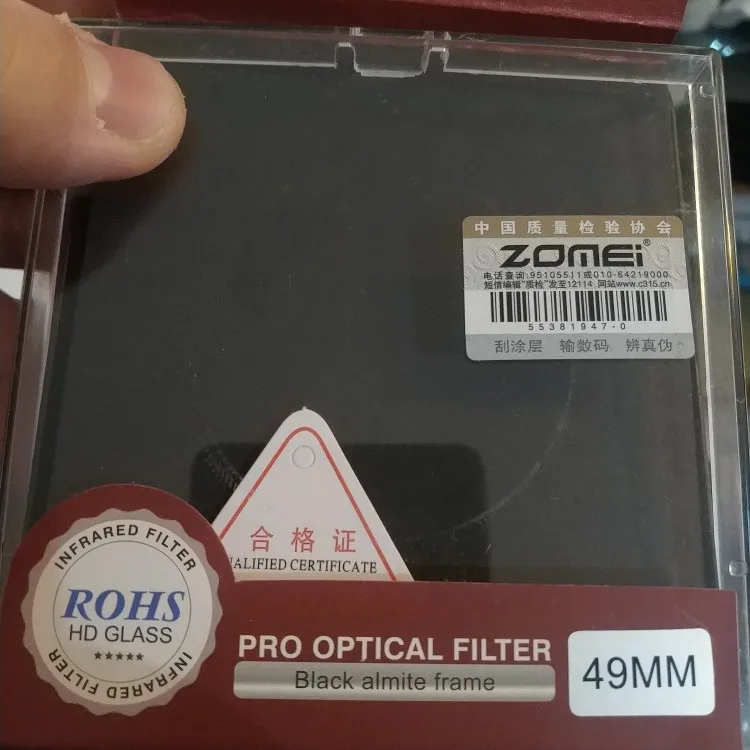 中国质量检验协会
ZOMEi®
电话查询:95105511或010-64219000
短信编辑"质检"发至12114 网站www.c315.cn
55381947-0
刮涂层 输数码 辨真伪
合格证
UALIFIED CERTIFICATE
INFRARED FILTER
ROHS
HD GLASS
★★★★★
INFRARED FILTER
PRO OPTICAL FILTER
Black almite frame
49MM